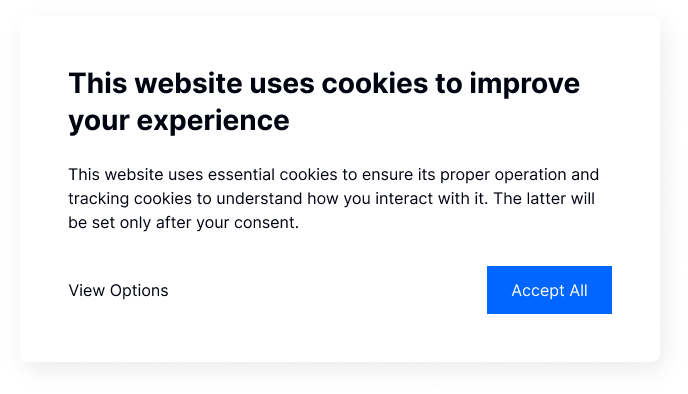 This website uses cookies to improve
your experience
This website uses essential cookies to ensure its proper operation and
tracking cookies to understand how you interact with it. The latter will
be set only after your consent.
View Options
Accept All